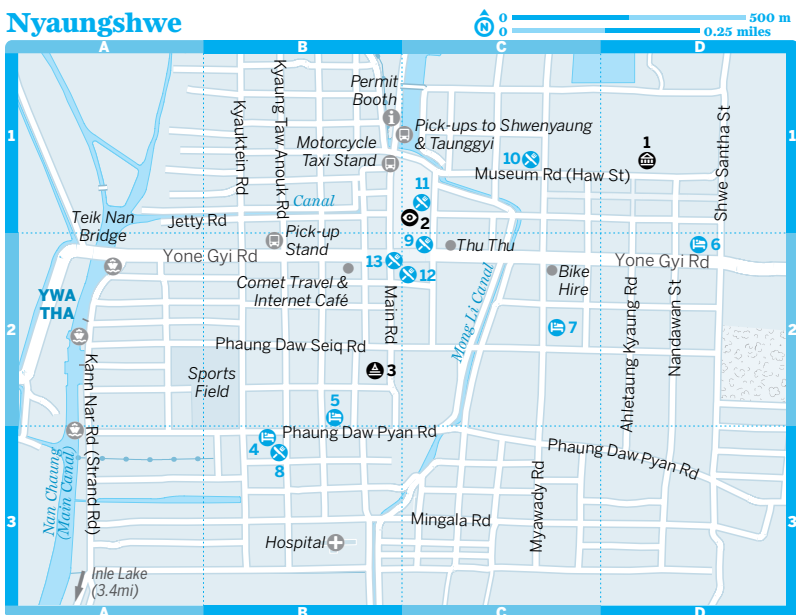 Nyaungshwe
N
0 500 m
0 0.25 miles
A B C D
1
Permit
Booth
Kyauktein Rd
Kyaung Taw Anouk Rd
Pick-ups to Shwenyaung
& Taunggyi
Motorcycle
Taxi Stand
10
1
Museum Rd (Haw St)
Shwe Santha St
1
11
Canal
2
Teik Nan
Bridge
Jetty Rd
Pick-up
Stand
9
Thu Thu
6
Yone Gyi Rd
13
12
Yone Gyi Rd
Comet Travel &
Internet Café
Bike
Hire
YWA
THA
Main Rd
Mong Li Canal
7
Ahletaung Kyaung Rd
Nandawan St
2
2
Phaung Daw Seiq Rd
3
Sports
Field
5
Kann Nar Rd (Strand Rd)
4
Phaung Daw Pyan Rd
8
Phaung Daw Pyan Rd
Nan Chaung
(Main Canal)
Myawady Rd
3
Mingala Rd
3
Hospital
Inle Lake
(3.4mi)
A B C D